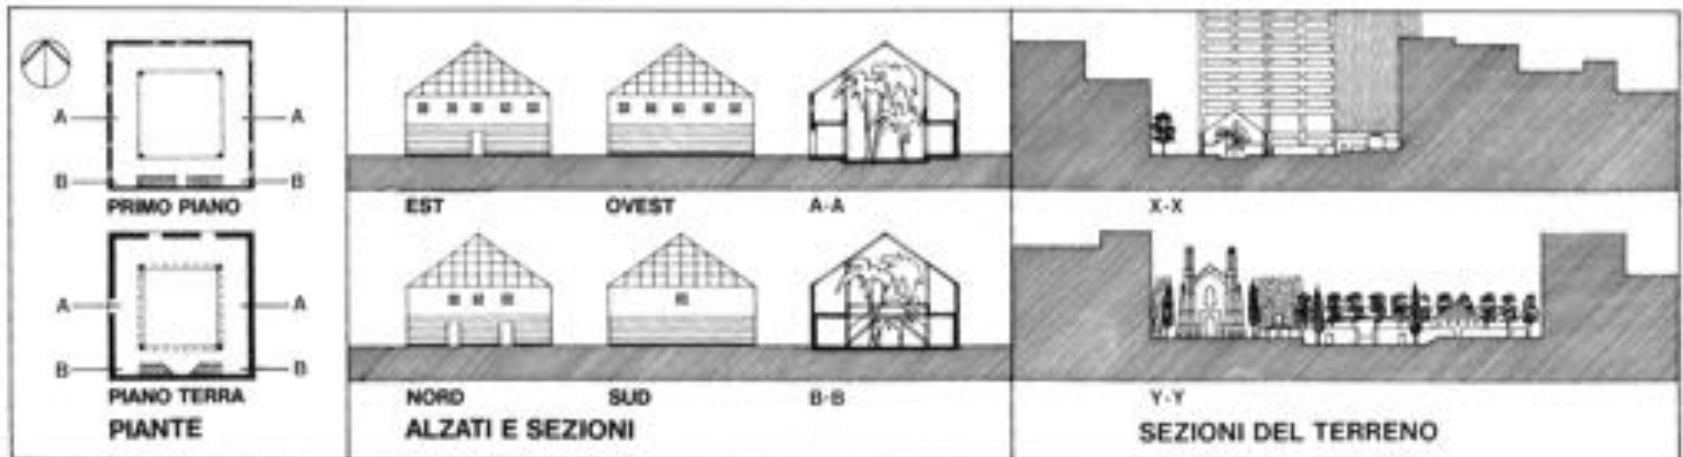 A A
B B
PRIMO PIANO
A A
B B
PIANO TERRA
PIANTE
EST OVEST A-A
NORD SUD B-B
ALZATI E SEZIONI
X-X
Y-Y
SEZIONI DEL TERRENO